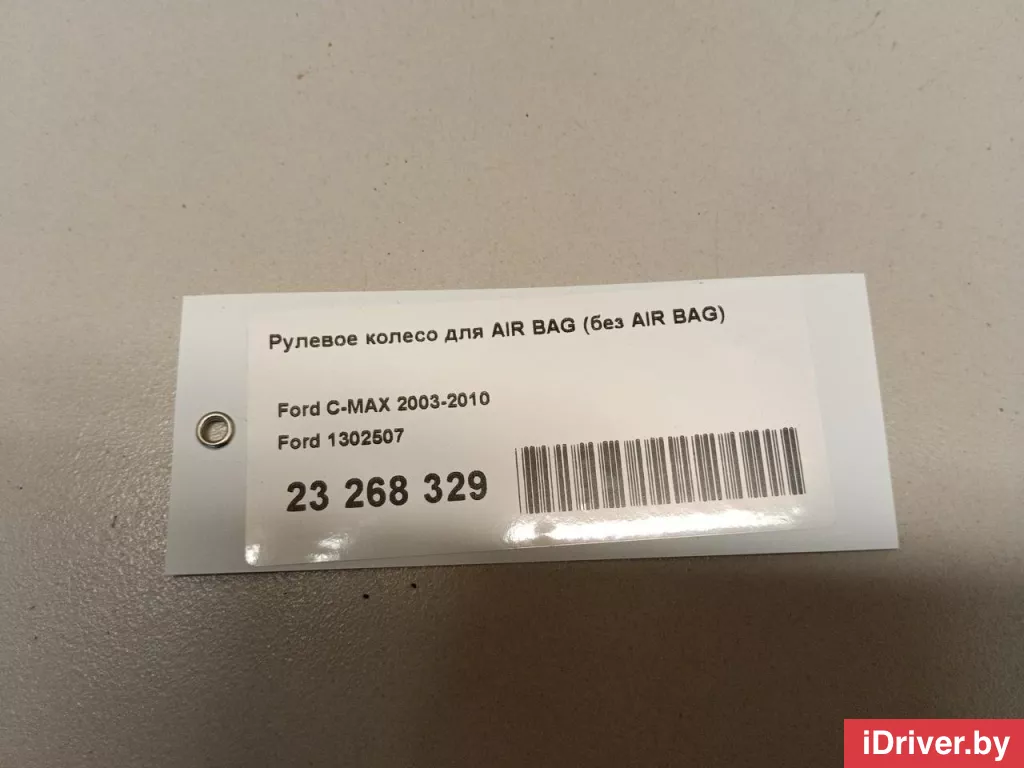 Рулевое колесо для AIR BAG (без AIR BAG)
Ford C-MAX 2003-2010
Ford 1302507
23 268 329
iDriver.by